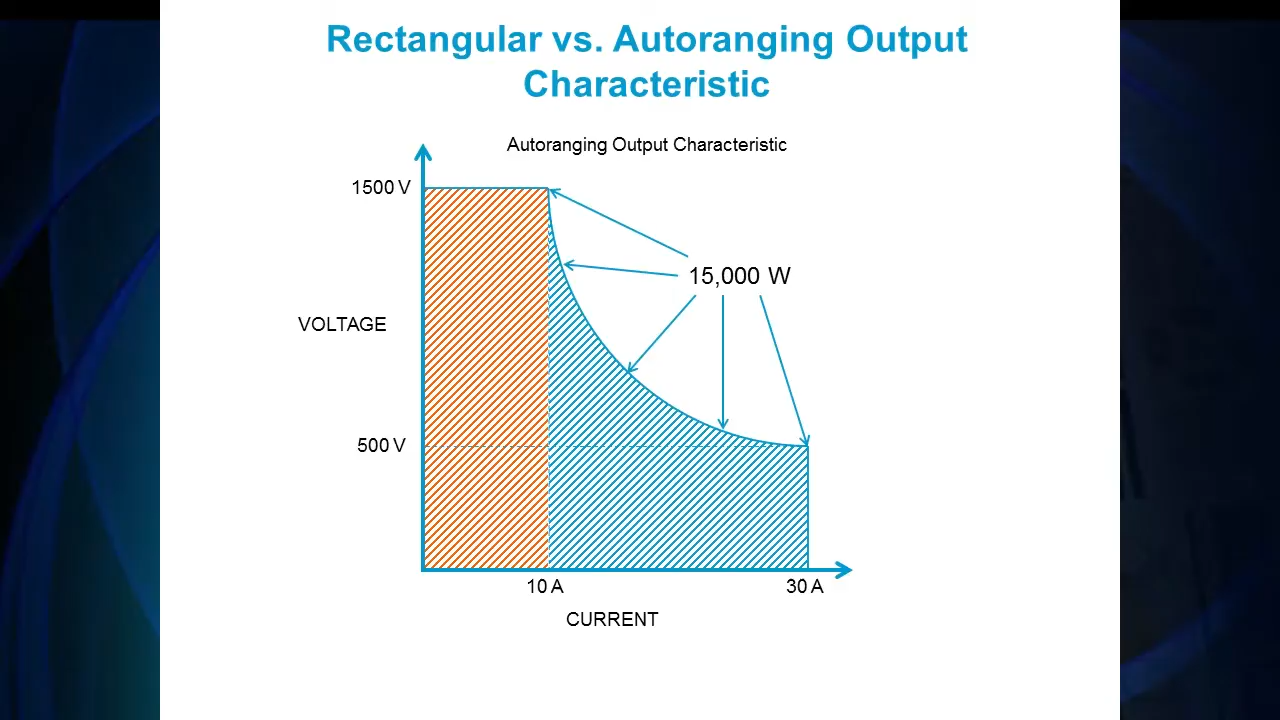 Rectangular vs. Autoranging Output
Characteristic
Autoranging Output Characteristic
1500 V
15,000 W
VOLTAGE
500 V
10 A
30 A
CURRENT